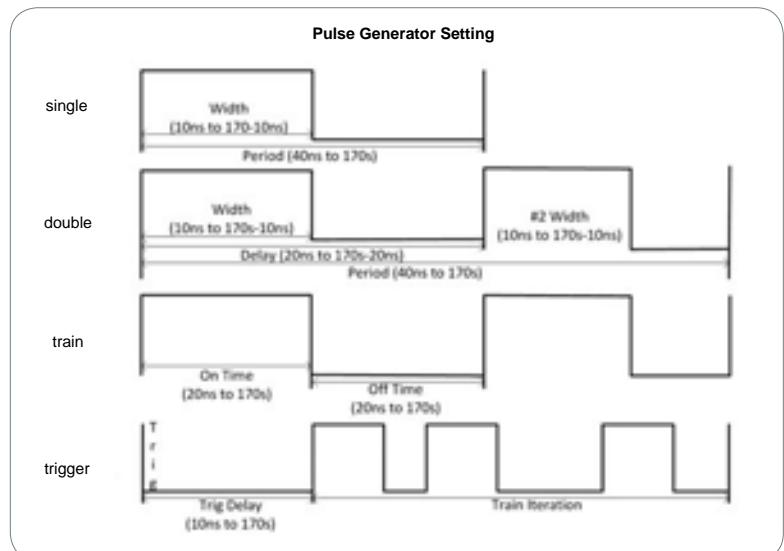 Pulse Generator Setting
single
Width
(10ns to 170-10ns)
Period (40ns to 170s)
double
Width
(10ns to 170s-10ns)
#2 Width
(10ns to 170s-10ns)
Delay (20ns to 170s-20ns)
Period (40ns to 170s)
train
On Time
(20ns to 170s)
Off Time
(20ns to 170s)
trigger
T
r
i
g
Trig Delay
(10ns to 170s)
Train Iteration